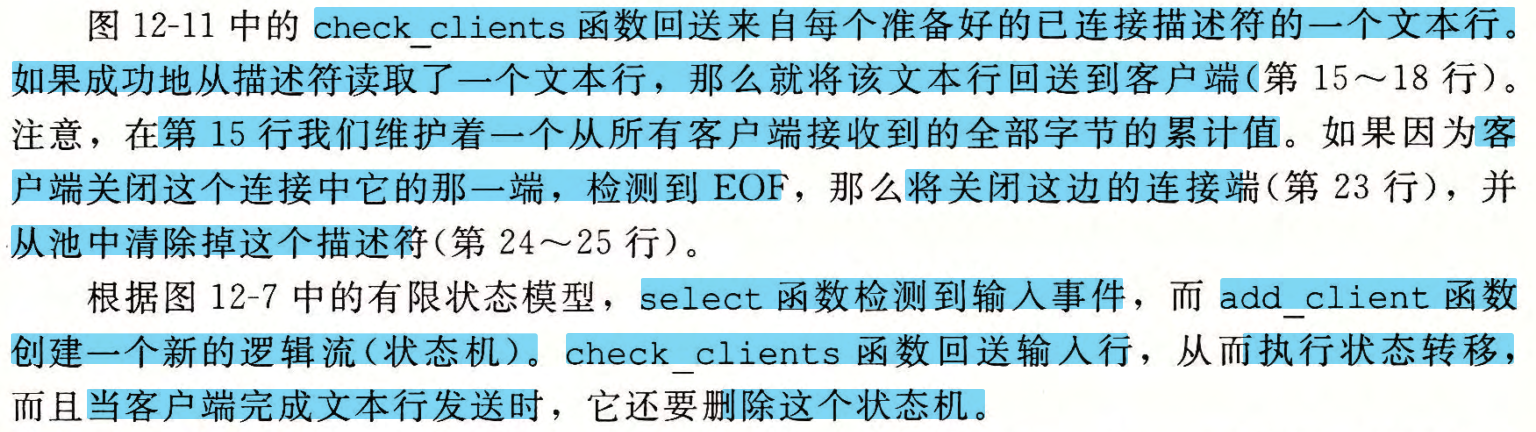 图 12-11 中的 check_clients 函数回送来自每个准备好的已连接描述符的一个文本行。
如果成功地从描述符读取了一个文本行，那么就将该文本行回送到客户端(第 15～18 行)。
注意，在第 15 行我们维护着一个从所有客户端接收到的全部字节的累计值。如果因为客
户端关闭这个连接中它的那一端，检测到 EOF，那么将关闭这边的连接端(第 23 行)，并
从池中清除掉这个描述符(第 24～25 行)。
根据图 12-7 中的有限状态模型，select 函数检测到输入事件，而 add_client 函数
创建一个新的逻辑流(状态机)。check_clients 函数回送输入行，从而执行状态转移，
而且当客户端完成文本行发送时，它还要删除这个状态机。